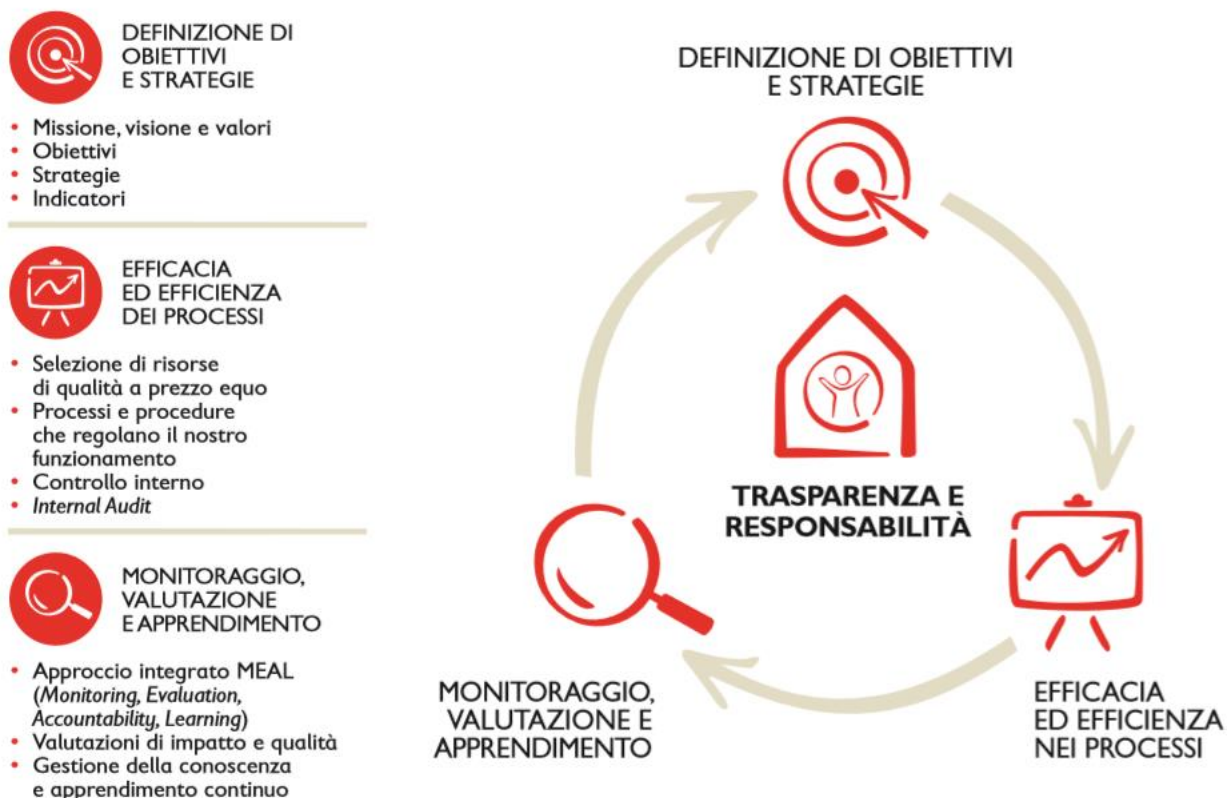 DEFINIZIONE DI
OBIETTIVI
E STRATEGIE
• Missione, visione e valori
• Obiettivi
• Strategie
• Indicatori
EFFICACIA
ED EFFICIENZA
DEI PROCESSI
• Selezione di risorse
di qualità a prezzo equo
• Processi e procedure
che regolano il nostro
funzionamento
• Controllo interno
• Internal Audit
MONITORAGGIO,
VALUTAZIONE
E APPRENDIMENTO
• Approccio integrato MEAL
(Monitoring, Evaluation,
Accountability, Learning)
• Valutazioni di impatto e qualità
• Gestione della conoscenza
e apprendimento continuo
DEFINIZIONE DI OBIETTIVI
E STRATEGIE
TRASPARENZA E
RESPONSABILITÀ
MONITORAGGIO,
VALUTAZIONE E
APPRENDIMENTO
EFFICACIA
ED EFFICIENZA
NEI PROCESSI